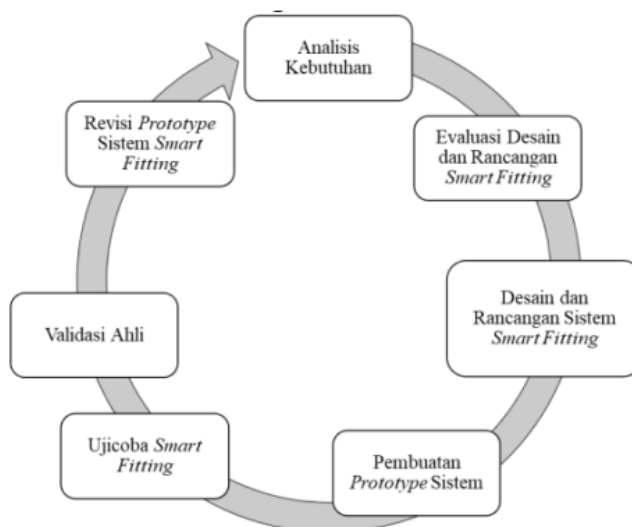 Analisis
Kebutuhan
Evaluasi Desain
dan Rancangan
Smart Fitting
Desain dan
Rancangan Sistem
Smart Fitting
Pembuatan
Prototype Sistem
Ujicoba Smart
Fitting
Validasi Ahli
Revisi Prototype
Sistem Smart
Fitting